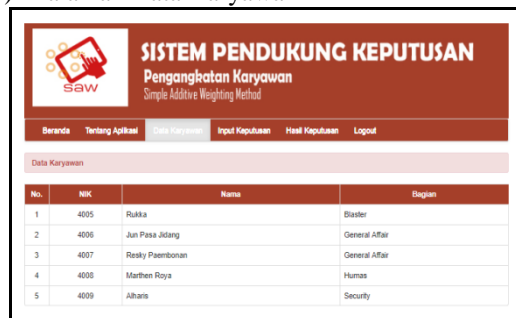 saw
SISTEM PENDUKUNG KEPUTUSAN
Pengangkatan Karyawan
Simple Additive Weighting Method
Beranda Tentang Aplikasi Data Karyawan Input Keputusan Hasil Keputusan Logout
Data Karyawan
No. NIK Nama Bagian
1 4005 Rukka Blaster
2 4006 Jun Pasa Jidang General Affair
3 4007 Resky Paembonan General Affair
4 4008 Marthen Roya Humas
5 4009 Alharis Security